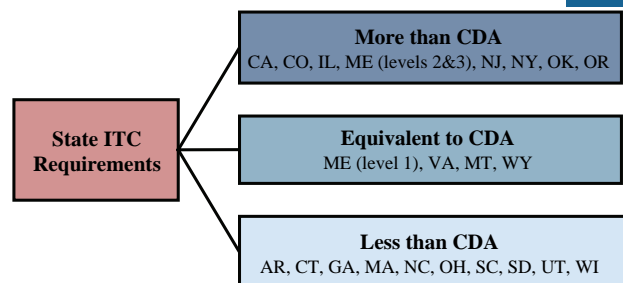 More than CDA
CA, CO, IL, ME (levels 2&3), NJ, NY, OK, OR
State ITC
Requirements
Equivalent to CDA
ME (level 1), VA, MT, WY
Less than CDA
AR, CT, GA, MA, NC, OH, SC, SD, UT, WI